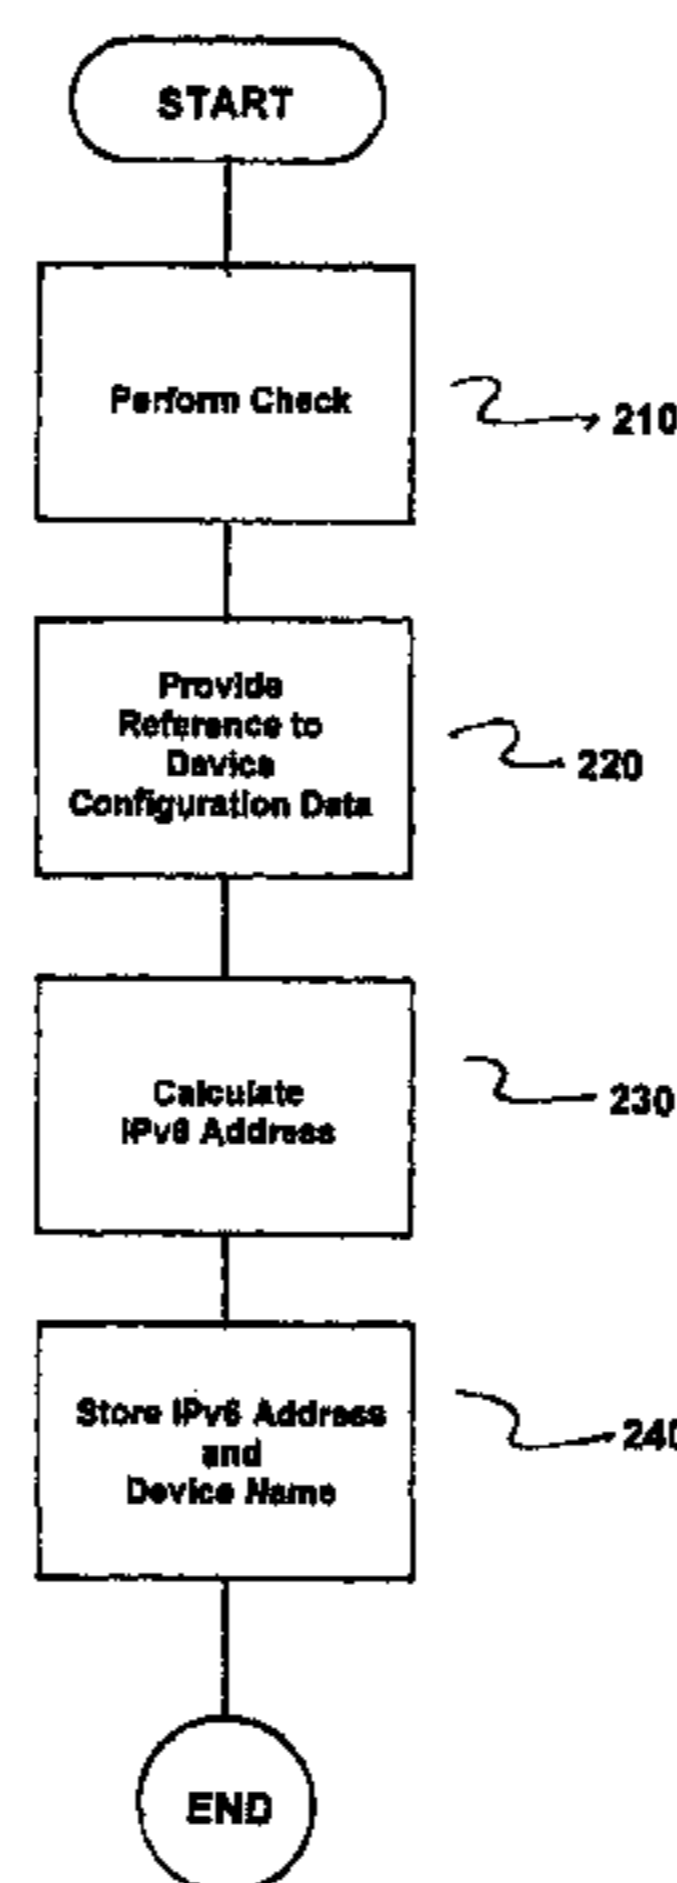 START
Perform Check
210
Provide
Reference to
Device
Configuration Data
220
Calculate
IPv6 Address
230
Store IPv6 Address
and
Device Name
240
END